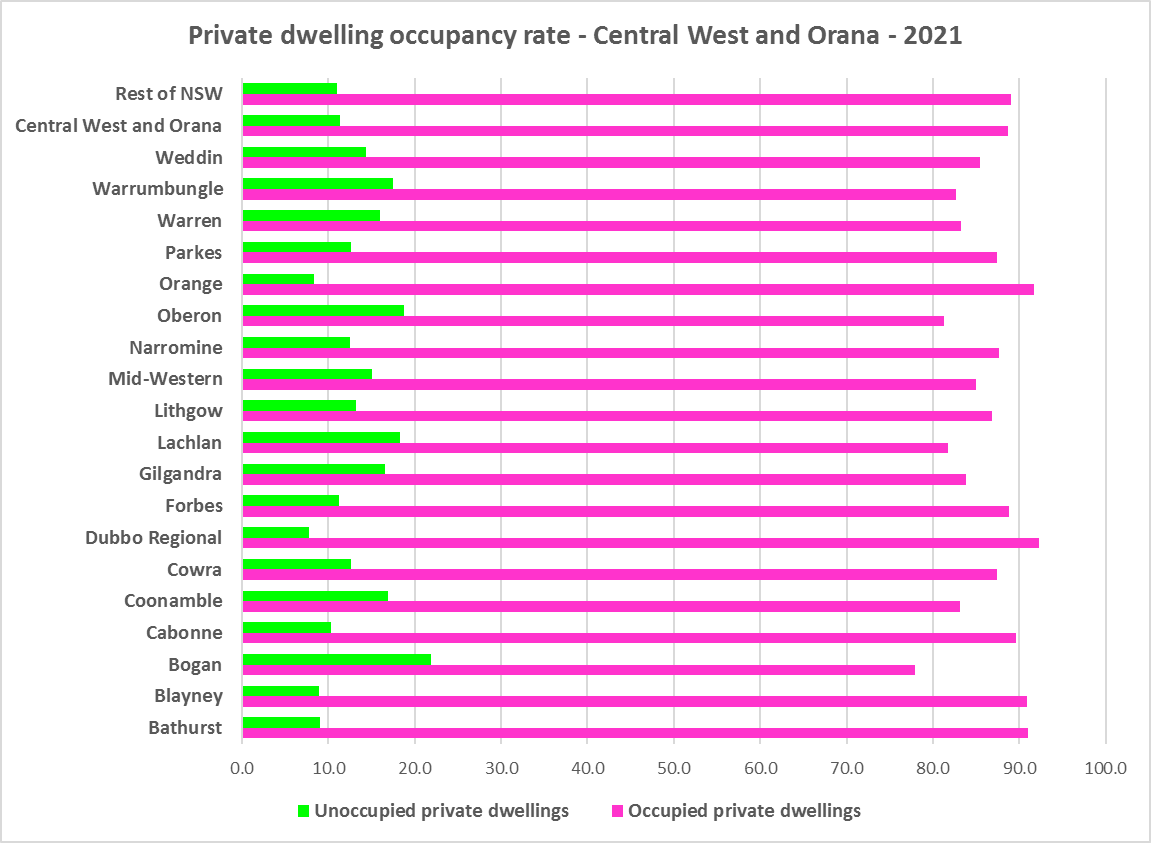 Private dwelling occupancy rate - Central West and Orana - 2021
Rest of NSW
Central West and Orana
Weddin
Warrumbungle
Warren
Parkes
Orange
Oberon
Narromine
Mid-Western
Lithgow
Lachlan
Gilgandra
Forbes
Dubbo Regional
Cowra
Coonamble
Cabonne
Bogan
Blayney
Bathurst
0.0 10.0 20.0 30.0 40.0 50.0 60.0 70.0 80.0 90.0 100.0
Unoccupied private dwellings Occupied private dwellings